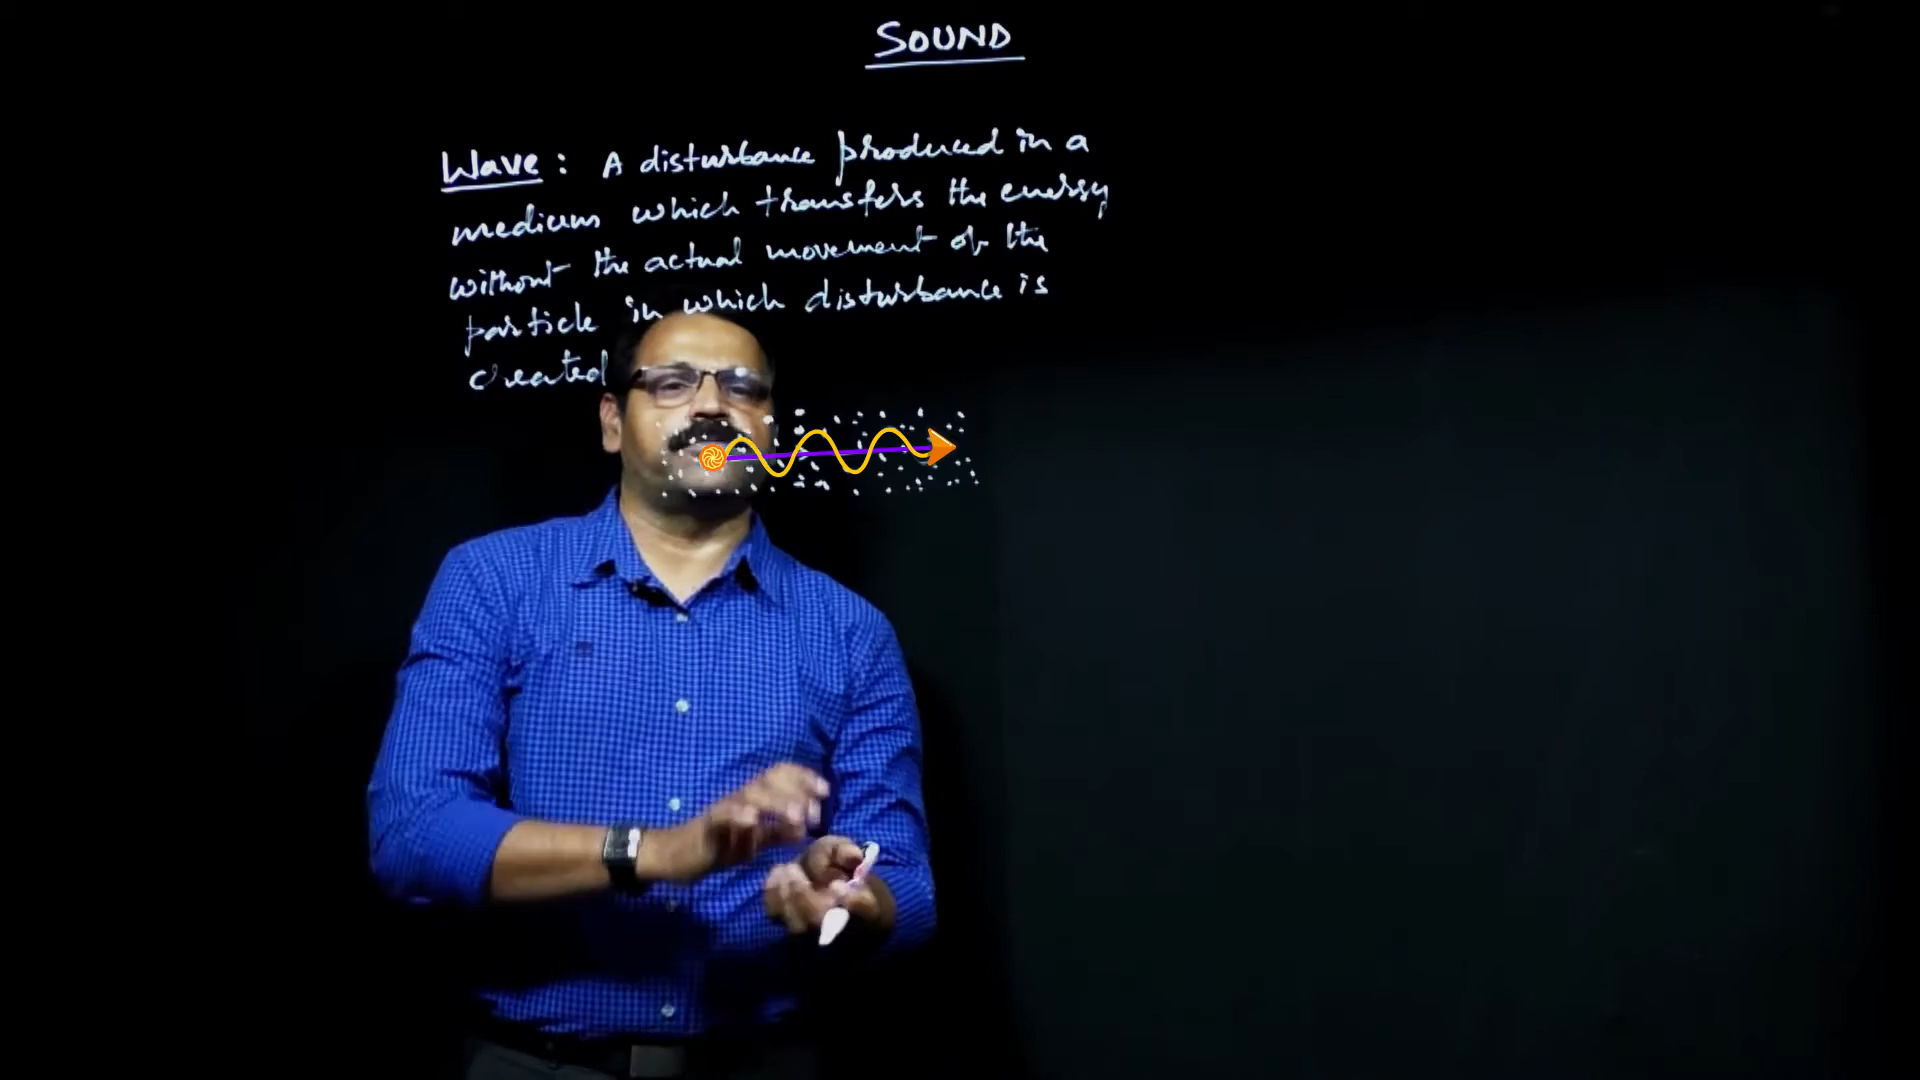 SOUND
Wave : A disturbance produced in a
medium which transfers the energy
without the actual movement of the
particle in which disturbance is
created